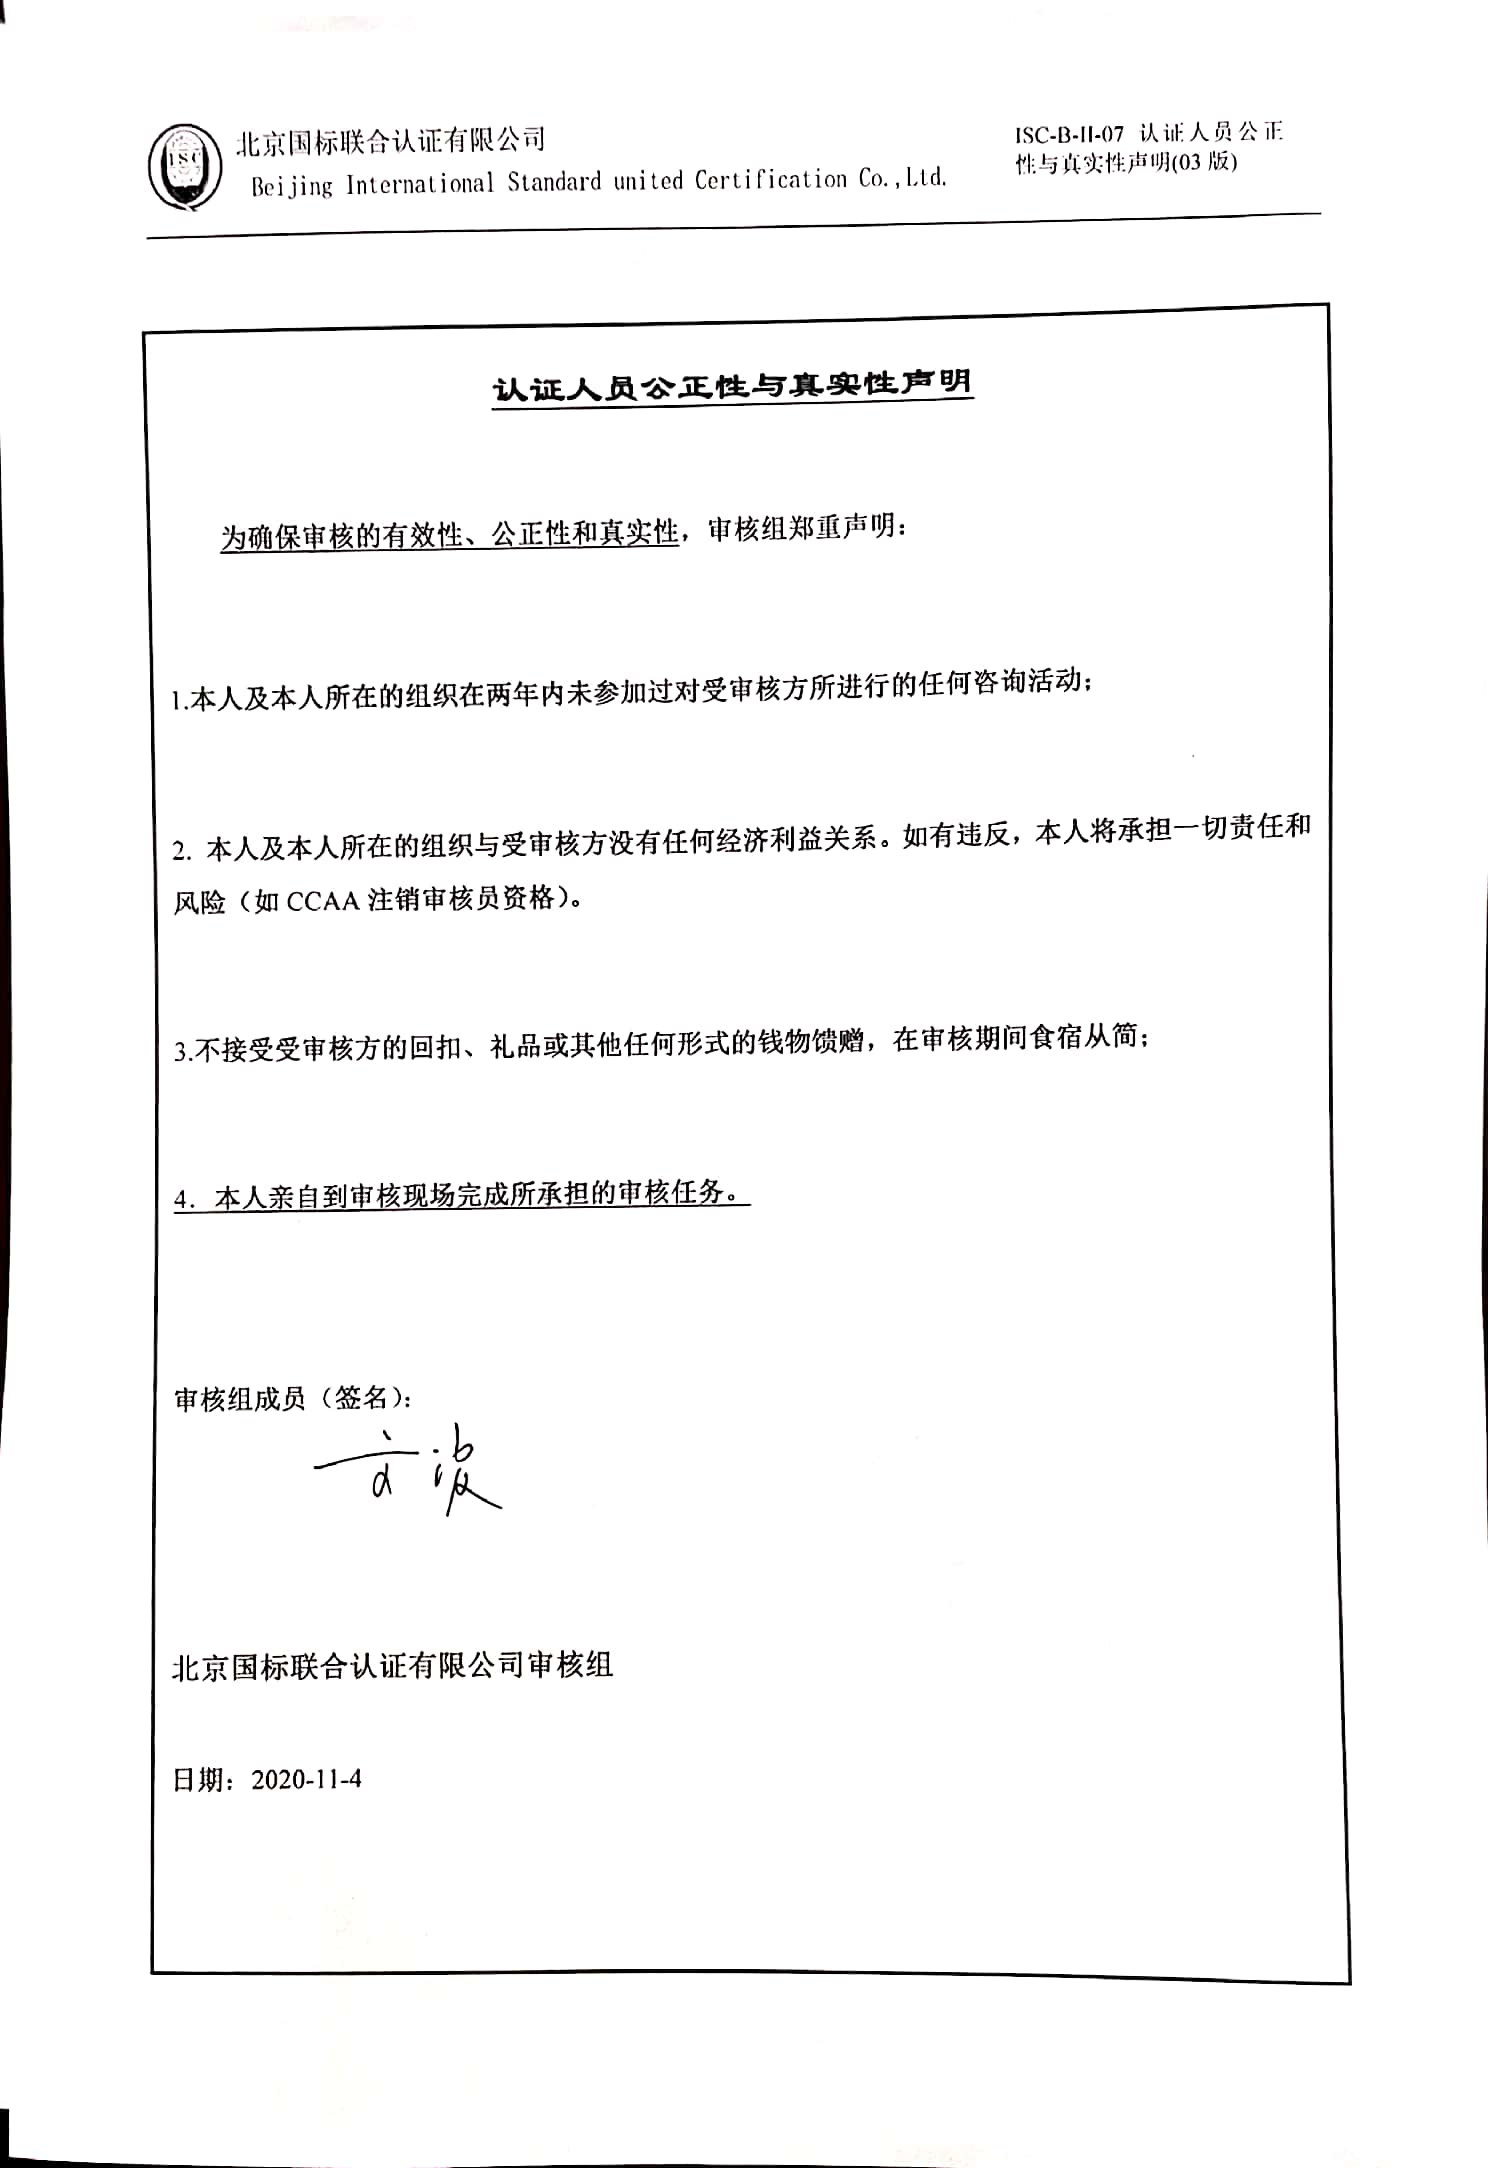 ISC
北京国标联合认证有限公司
Beijing International Standard united Certification Co.,Ltd.
ISC-B-II-07 认证人员公正
性与真实性声明(03 版)
认证人员公正性与真实性声明
为确保审核的有效性、公正性和真实性，审核组郑重声明：
1.本人及本人所在的组织在两年内未参加过对受审核方所进行的任何咨询活动；
2. 本人及本人所在的组织与受审核方没有任何经济利益关系。如有违反，本人将承担一切责任和
风险（如 CCAA 注销审核员资格）。
3.不接受受审核方的回扣、礼品或其他任何形式的钱物馈赠，在审核期间食宿从简；
4. 本人亲自到审核现场完成所承担的审核任务。
审核组成员（签名）：
北京国标联合认证有限公司审核组
日期：2020-11-4